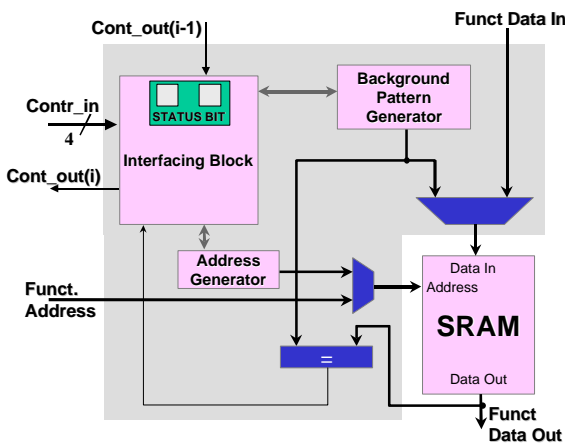 Funct Data In
Cont_out(i-1)
Background
Pattern
Generator
Contr_in
4
STATUS BIT
Interfacing Block
Cont_out(i)
Address
Generator
Data In
Address
Funct.
Address
SRAM
=
Data Out
Funct
Data Out